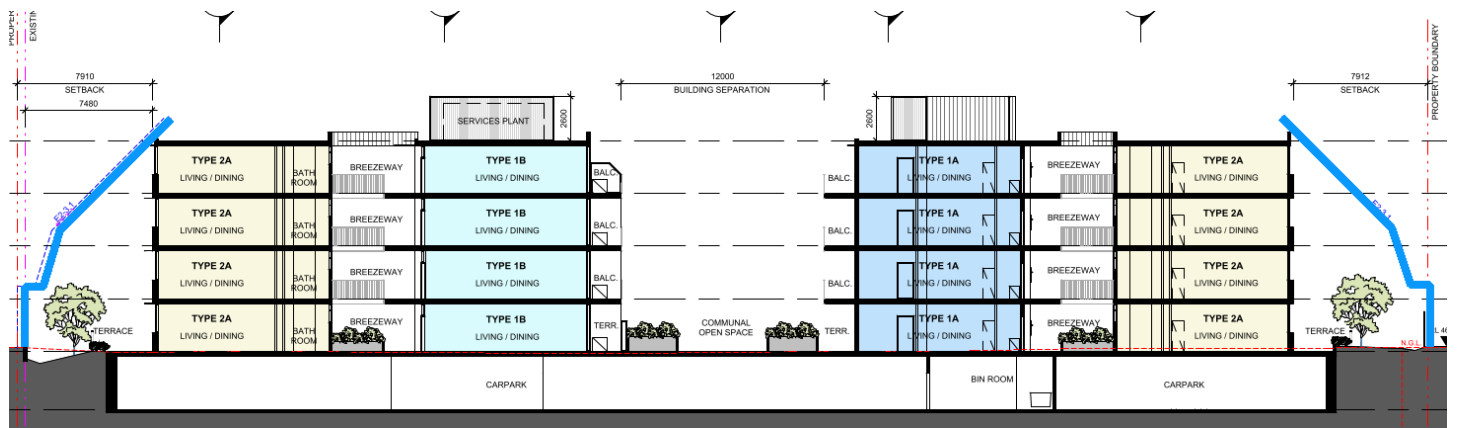 EXISTIN
PROPERTY BOUNDARY
7910
SETBACK
7480
12000
BUILDING SEPARATION
7912
SETBACK
SERVICES PLANT
2600
2600
TYPE 2A
LIVING / DINING
BATH
ROOM
BREEZEWAY
TYPE 1B
LIVING / DINING
BALC.
BALC.
TYPE 1A
LIVING / DINING
BREEZEWAY
TYPE 2A
LIVING / DINING
TYPE 2A
LIVING / DINING
BATH
ROOM
BREEZEWAY
TYPE 1B
LIVING / DINING
BALC.
BALC.
TYPE 1A
LIVING / DINING
BREEZEWAY
TYPE 2A
LIVING / DINING
TYPE 2A
LIVING / DINING
BATH
ROOM
BREEZEWAY
TYPE 1B
LIVING / DINING
BALC.
BALC.
TYPE 1A
LIVING / DINING
BREEZEWAY
TYPE 2A
LIVING / DINING
TERRACE
TYPE 2A
LIVING / DINING
BATH
ROOM
BREEZEWAY
TYPE 1B
LIVING / DINING
TERR.
COMMUNAL
OPEN SPACE
TERR.
TYPE 1A
LIVING / DINING
BREEZEWAY
TYPE 2A
LIVING / DINING
TERRACE
N.G.L.
CARPARK
BIN ROOM
CARPARK